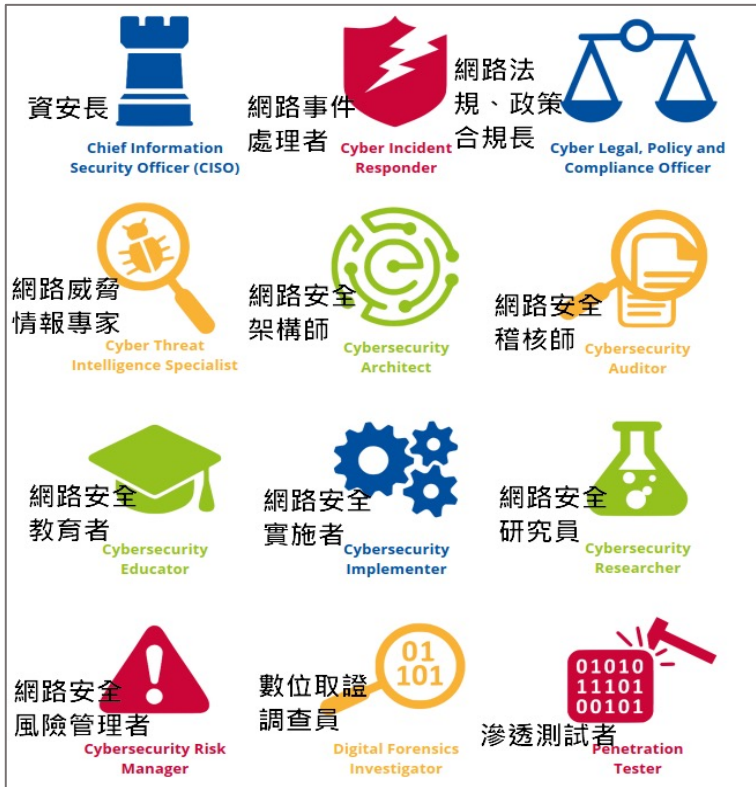 資安長
Chief Information
Security Officer (CISO)
網路事件
處理者
Cyber Incident
Responder
網路法
規、政策
合規長
Cyber Legal, Policy and
Compliance Officer
網路威脅
情報專家
Cyber Threat
Intelligence Specialist
網路安全
架構師
Cybersecurity
Architect
網路安全
稽核師
Cybersecurity
Auditor
網路安全
教育者
Cybersecurity
Educator
網路安全
實施者
Cybersecurity
Implementer
網路安全
研究員
Cybersecurity
Researcher
網路安全
風險管理者
Cybersecurity Risk
Manager
01
101
數位取證
調查員
Digital Forensics
Investigator
01010
11101
00101
滲透測試者
Penetration
Tester